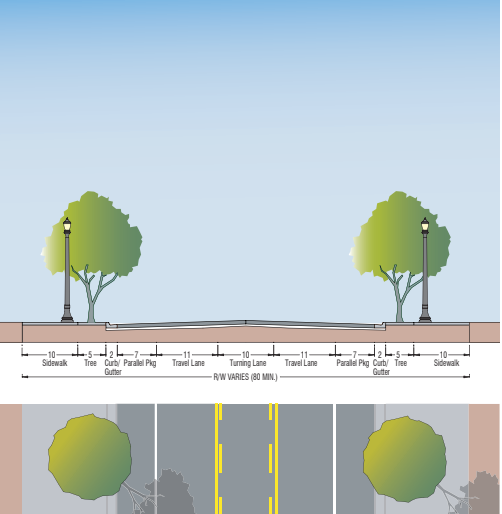 10 5 2 7 11 10 11 7 2 5 10
Sidewalk Tree Curb/ Parallel Pkg Travel Lane Turning Lane Travel Lane Parallel Pkg Curb/ Tree Sidewalk
Gutter Gutter
R/W VARIES (80 MIN.)